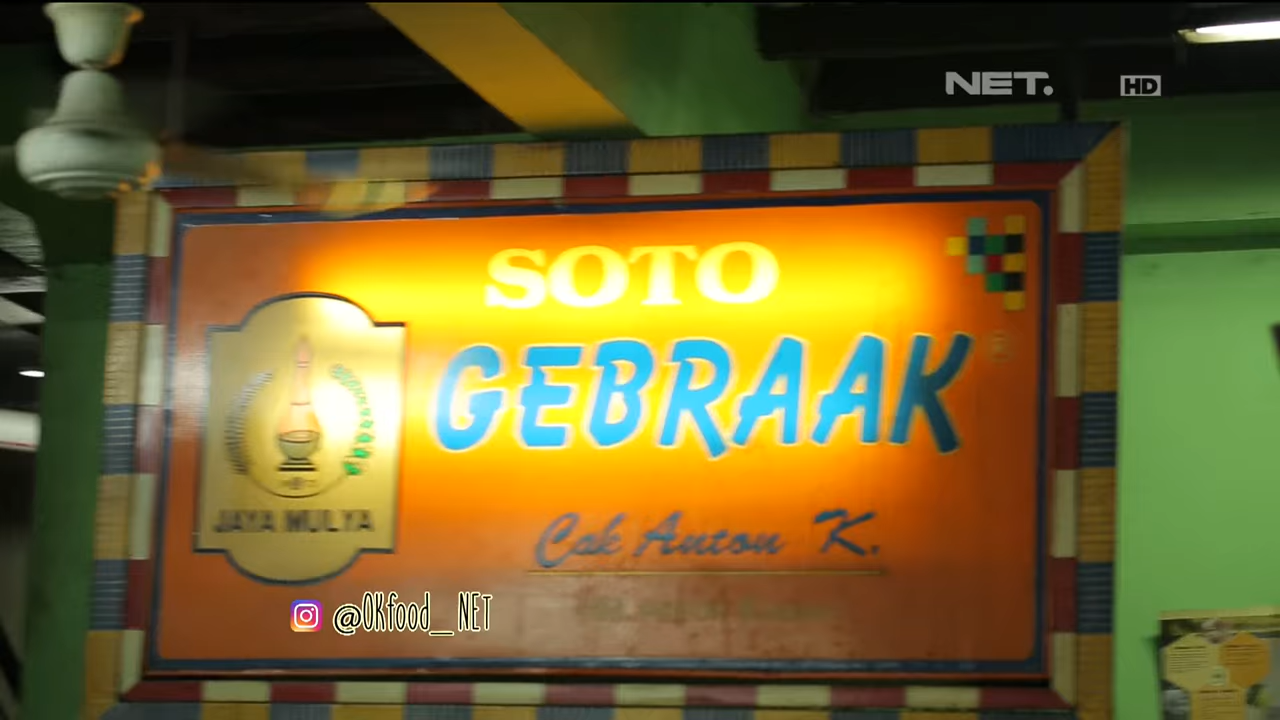 NET. HD
SOTO
GEBRAAK
JAYA MULYA
Cak Anton K.
@OKfood_NET